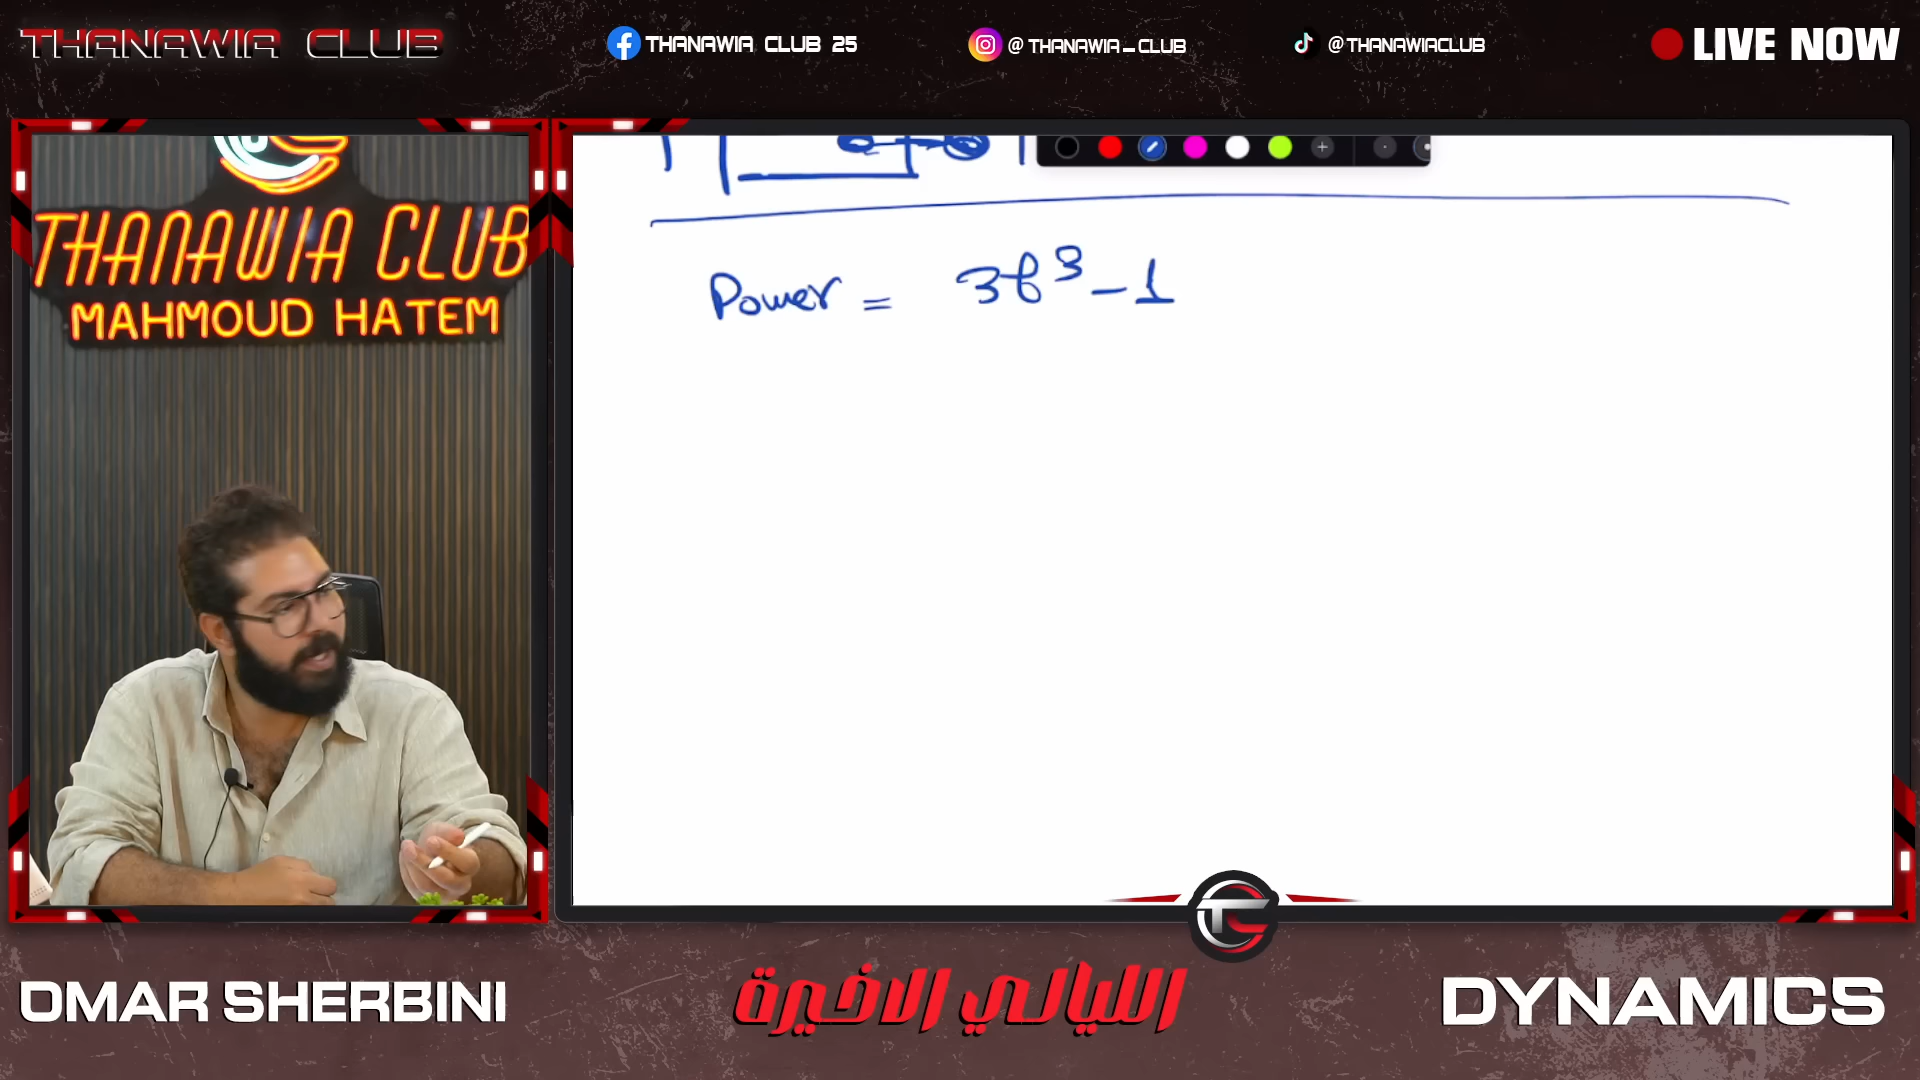 THANAWIA CLUB
THANAWIA CLUB 25
@THANAWIA_CLUB
@THANAWIACLUB
LIVE NOW
THANAWIA CLUB
MAHMOUD HATEM
Power = 3t³ - 1
TC
OMAR SHERBINI
الليالي الاخيرة
DYNAMICS